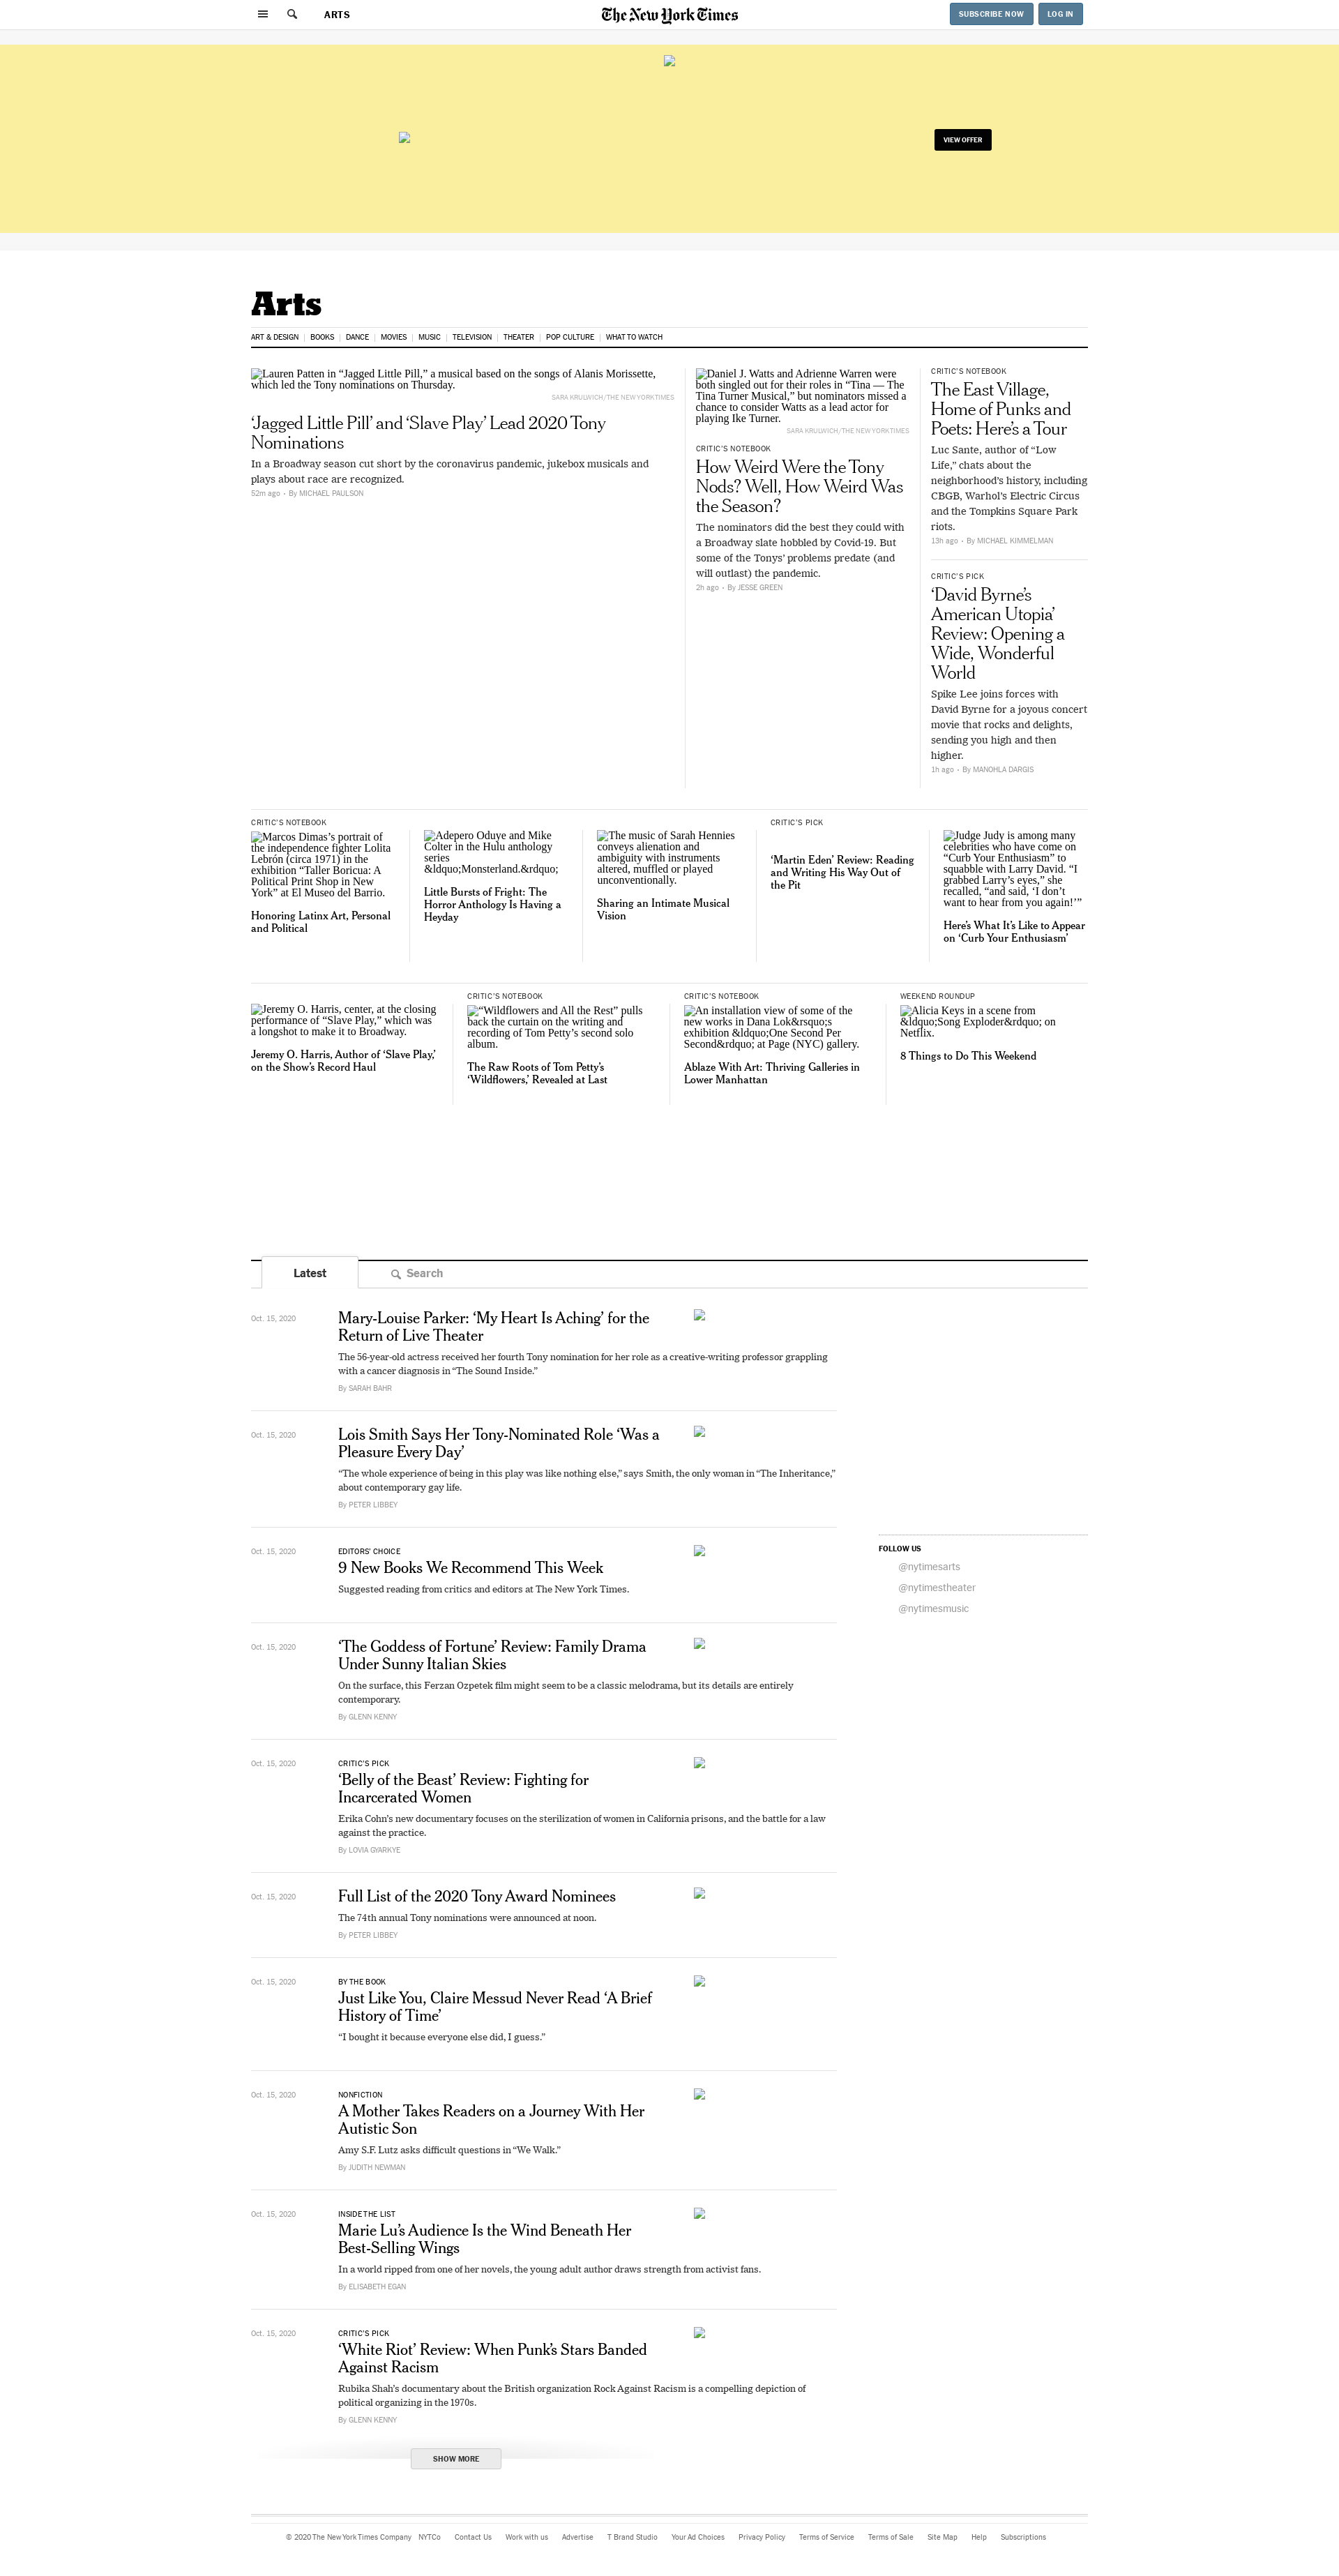 ARTS
The New York Times
SUBSCRIBE NOW
LOG IN
VIEW OFFER
Arts
ART & DESIGN
BOOKS
DANCE
MOVIES
MUSIC
TELEVISION
THEATER
POP CULTURE
WHAT TO WATCH
Lauren Patten in “Jagged Little Pill,” a musical based on the songs of Alanis Morissette,
which led the Tony nominations on Thursday.
SARA KRULWICH/THE NEW YORK TIMES
‘Jagged Little Pill’ and ‘Slave Play’ Lead 2020 Tony
Nominations
In a Broadway season cut short by the coronavirus pandemic, jukebox musicals and
plays about race are recognized.
52m ago • By MICHAEL PAULSON
Daniel J. Watts and Adrienne Warren were
both singled out for their roles in “Tina — The
Tina Turner Musical,” but nominators missed a
chance to consider Watts as a lead actor for
playing Ike Turner.
SARA KRULWICH/THE NEW YORK TIMES
CRITIC’S NOTEBOOK
How Weird Were the Tony
Nods? Well, How Weird Was
the Season?
The nominators did the best they could with
a Broadway slate hobbled by Covid-19. But
some of the Tonys’ problems predate (and
will outlast) the pandemic.
2h ago • By JESSE GREEN
CRITIC’S NOTEBOOK
The East Village,
Home of Punks and
Poets: Here’s a Tour
Luc Sante, author of “Low
Life,” chats about the
neighborhood’s history, including
CBGB, Warhol’s Electric Circus
and the Tompkins Square Park
riots.
13h ago • By MICHAEL KIMMELMAN
CRITIC’S PICK
‘David Byrne’s
American Utopia’
Review: Opening a
Wide, Wonderful
World
Spike Lee joins forces with
David Byrne for a joyous concert
movie that rocks and delights,
sending you high and then
higher.
1h ago • By MANOHLA DARGIS
CRITIC’S NOTEBOOK
Marcos Dimas’s portrait of
the independence fighter Lolita
Lebrón (circa 1971) in the
exhibition “Taller Boricua: A
Political Print Shop in New
York” at El Museo del Barrio.
Honoring Latinx Art, Personal
and Political
Adepero Oduye and Mike
Colter in the Hulu anthology
series
&ldquo;Monsterland.&rdquo;
Little Bursts of Fright: The
Horror Anthology Is Having a
Heyday
The music of Sarah Hennies
conveys alienation and
ambiguity with instruments
altered, muffled or played
unconventionally.
Sharing an Intimate Musical
Vision
CRITIC’S PICK
‘Martin Eden’ Review: Reading
and Writing His Way Out of
the Pit
Judge Judy is among many
celebrities who have come on
“Curb Your Enthusiasm” to
squabble with Larry David. “I
grabbed Larry’s eyes,” she
recalled, “and said, ‘I don’t
want to hear from you again!’”
Here’s What It’s Like to Appear
on ‘Curb Your Enthusiasm’
Jeremy O. Harris, center, at the closing
performance of “Slave Play,” which was
a longshot to make it to Broadway.
Jeremy O. Harris, Author of ‘Slave Play,’
on the Show’s Record Haul
CRITIC’S NOTEBOOK
“Wildflowers and All the Rest” pulls
back the curtain on the writing and
recording of Tom Petty’s second solo
album.
The Raw Roots of Tom Petty’s
‘Wildflowers,’ Revealed at Last
CRITIC’S NOTEBOOK
An installation view of some of the
new works in Dana Lok&rsquo;s
exhibition &ldquo;One Second Per
Second&rdquo; at Page (NYC) gallery.
Ablaze With Art: Thriving Galleries in
Lower Manhattan
WEEKEND ROUNDUP
Alicia Keys in a scene from
&ldquo;Song Exploder&rdquo; on
Netflix.
8 Things to Do This Weekend
Latest
Search
Oct. 15, 2020
Mary-Louise Parker: ‘My Heart Is Aching’ for the
Return of Live Theater
The 56-year-old actress received her fourth Tony nomination for her role as a creative-writing professor grappling
with a cancer diagnosis in “The Sound Inside.”
By SARAH BAHR
Oct. 15, 2020
Lois Smith Says Her Tony-Nominated Role ‘Was a
Pleasure Every Day’
“The whole experience of being in this play was like nothing else,” says Smith, the only woman in “The Inheritance,”
about contemporary gay life.
By PETER LIBBEY
Oct. 15, 2020
EDITORS’ CHOICE
9 New Books We Recommend This Week
Suggested reading from critics and editors at The New York Times.
FOLLOW US
@nytimesarts
@nytimestheater
@nytimesmusic
Oct. 15, 2020
‘The Goddess of Fortune’ Review: Family Drama
Under Sunny Italian Skies
On the surface, this Ferzan Ozpetek film might seem to be a classic melodrama, but its details are entirely
contemporary.
By GLENN KENNY
Oct. 15, 2020
CRITIC’S PICK
‘Belly of the Beast’ Review: Fighting for
Incarcerated Women
Erika Cohn’s new documentary focuses on the sterilization of women in California prisons, and the battle for a law
against the practice.
By LOVIA GYARKYE
Oct. 15, 2020
Full List of the 2020 Tony Award Nominees
The 74th annual Tony nominations were announced at noon.
By PETER LIBBEY
Oct. 15, 2020
BY THE BOOK
Just Like You, Claire Messud Never Read ‘A Brief
History of Time’
“I bought it because everyone else did, I guess.”
Oct. 15, 2020
NONFICTION
A Mother Takes Readers on a Journey With Her
Autistic Son
Amy S.F. Lutz asks difficult questions in “We Walk.”
By JUDITH NEWMAN
Oct. 15, 2020
INSIDE THE LIST
Marie Lu’s Audience Is the Wind Beneath Her
Best-Selling Wings
In a world ripped from one of her novels, the young adult author draws strength from activist fans.
By ELISABETH EGAN
Oct. 15, 2020
CRITIC’S PICK
‘White Riot’ Review: When Punk’s Stars Banded
Against Racism
Rubika Shah’s documentary about the British organization Rock Against Racism is a compelling depiction of
political organizing in the 1970s.
By GLENN KENNY
SHOW MORE
© 2020 The New York Times Company
NYTCo
Contact Us
Work with us
Advertise
T Brand Studio
Your Ad Choices
Privacy Policy
Terms of Service
Terms of Sale
Site Map
Help
Subscriptions